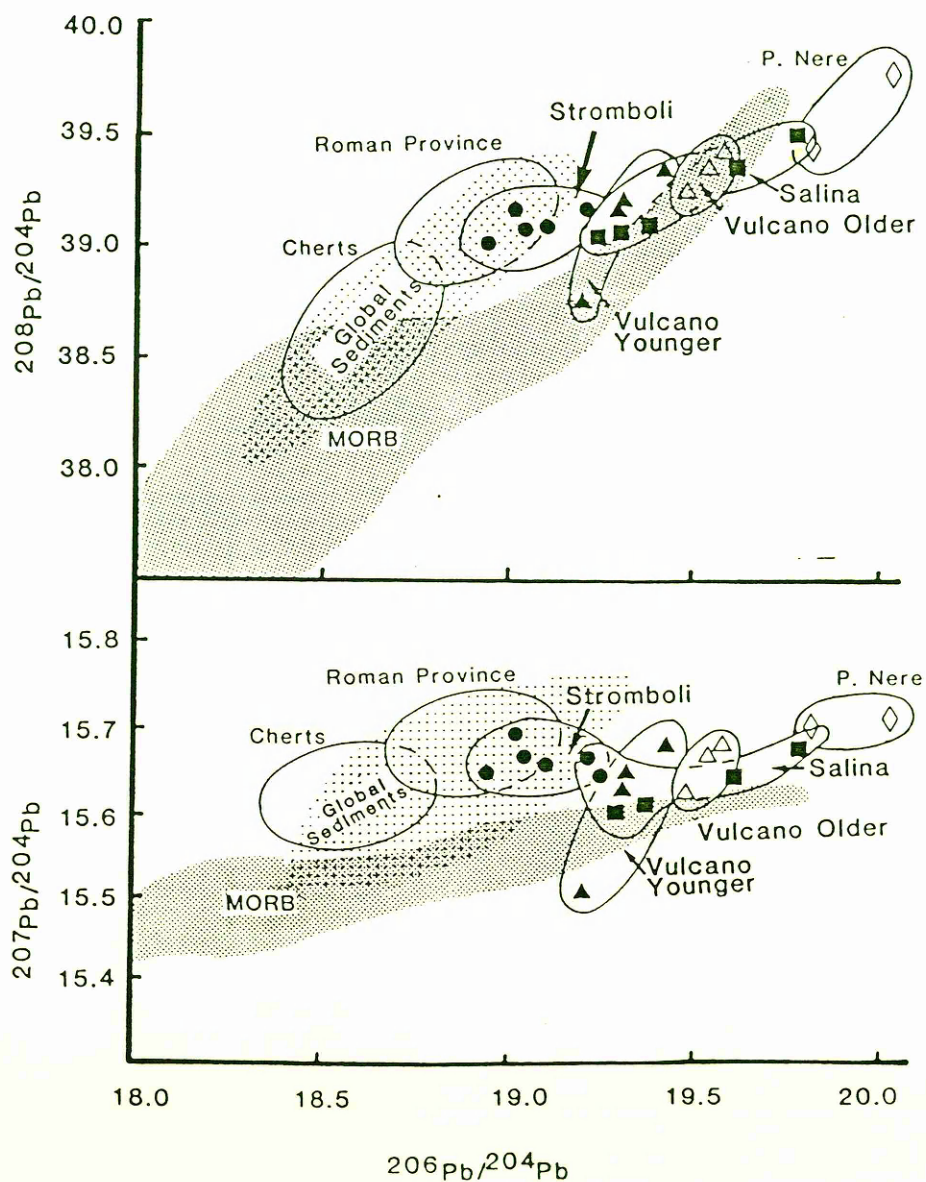 40.0
P. Nere
Stromboli
39.5
Roman Province
Salina
Vulcano Older
39.0
Cherts
Global
Sediments
Vulcano
Younger
38.5
MORB
38.0
208Pb/204Pb
15.8
Roman Province
P. Nere
Stromboli
15.7
Cherts
Salina
Global
Sediments
15.6
Vulcano Older
Vulcano
Younger
MORB
15.5
15.4
207Pb/204Pb
18.0 18.5 19.0 19.5 20.0
206Pb/204Pb